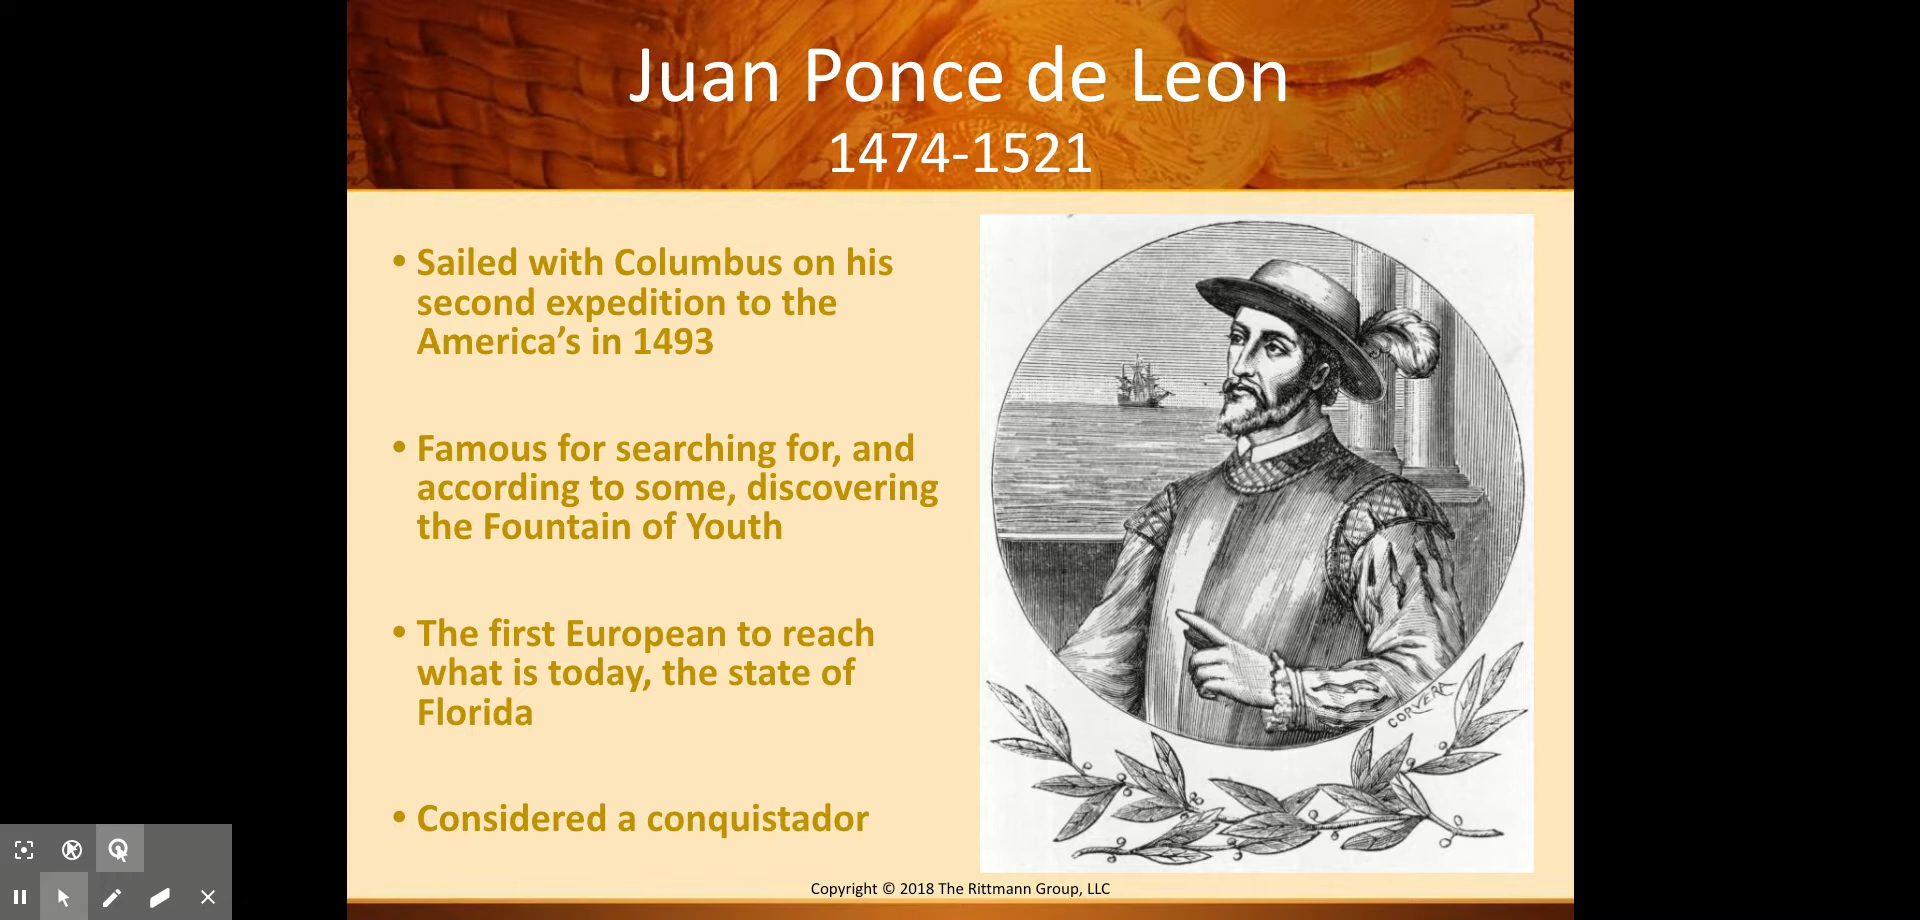 Juan Ponce de Leon
1474-1521
• Sailed with Columbus on his
second expedition to the
America’s in 1493
• Famous for searching for, and
according to some, discovering
the Fountain of Youth
• The first European to reach
what is today, the state of
Florida
• Considered a conquistador
CORVERA
Copyright © 2018 The Rittmann Group, LLC